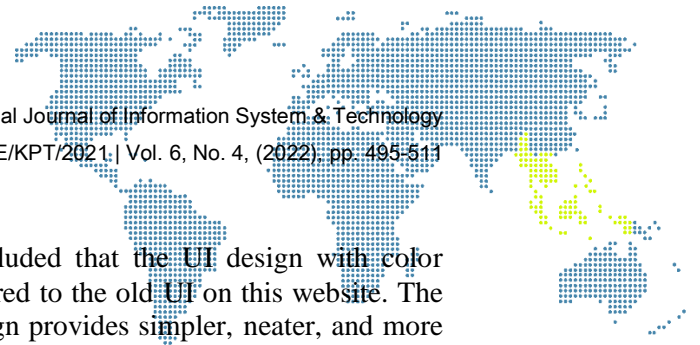 al Journal of Information System & Technology
E/KPT/2021 | Vol. 6, No. 4, (2022), pp. 495-511
luded that the UI design with color
red to the old UI on this website. The
gn provides simpler, neater, and more